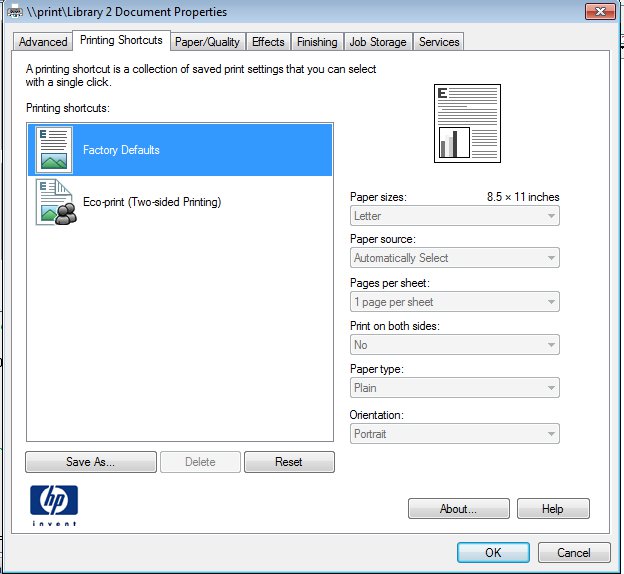 \\print\Library 2 Document Properties
Advanced Printing Shortcuts Paper/Quality Effects Finishing Job Storage Services
A printing shortcut is a collection of saved print settings that you can select
with a single click.
Printing shortcuts:
E
Factory Defaults
E
Eco-print (Two-sided Printing)
E
Paper sizes: 8.5 × 11 inches
Letter
Paper source:
Automatically Select
Pages per sheet:
1 page per sheet
Print on both sides:
No
Paper type:
Plain
Orientation:
Portrait
Save As... Delete Reset
hp
invent
About... Help
OK Cancel